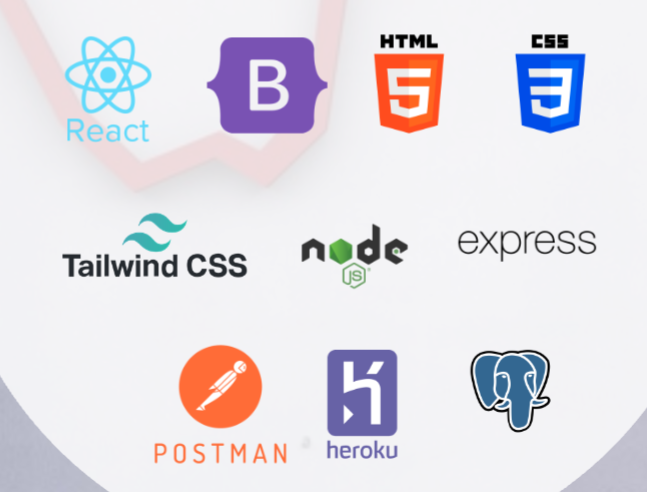 HTML
CSS
B
5
3
React
Tailwind CSS
node
JS
express
POSTMAN
heroku